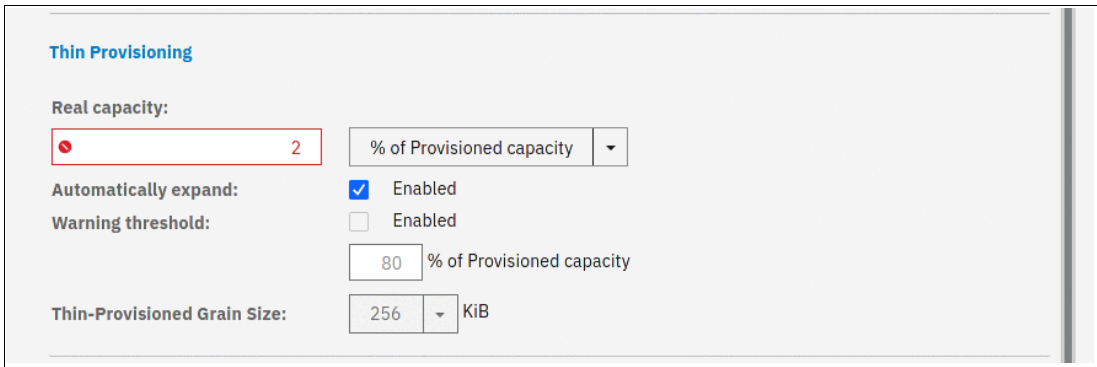 Thin Provisioning
Real capacity:
2 % of Provisioned capacity
Automatically expand: Enabled
Warning threshold: Enabled
80 % of Provisioned capacity
Thin-Provisioned Grain Size: 256 KiB